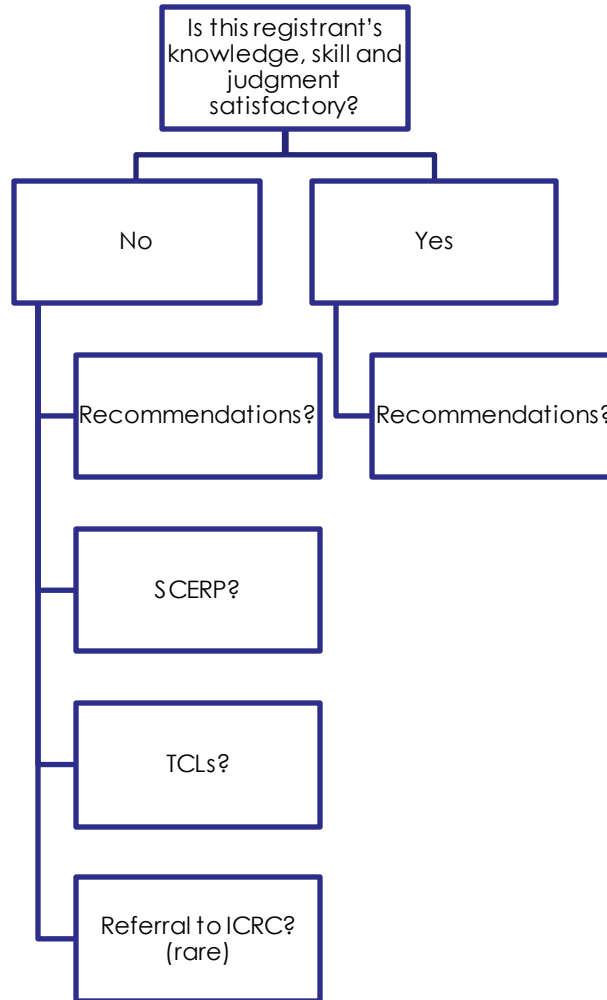 Is this registrant’s
knowledge, skill and
judgment
satisfactory?
No
Yes
Recommendations?
Recommendations?
SCERP?
TCLs?
Referral to ICRC?
(rare)